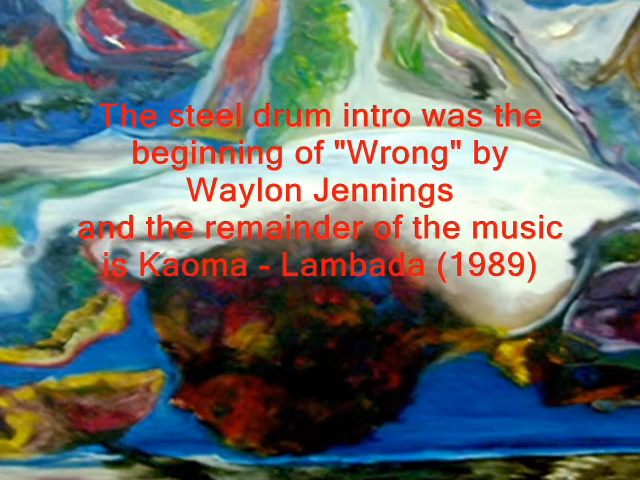 The steel drum intro was the
beginning of "Wrong" by
Waylon Jennings
and the remainder of the music
is Kaoma - Lambada (1989)